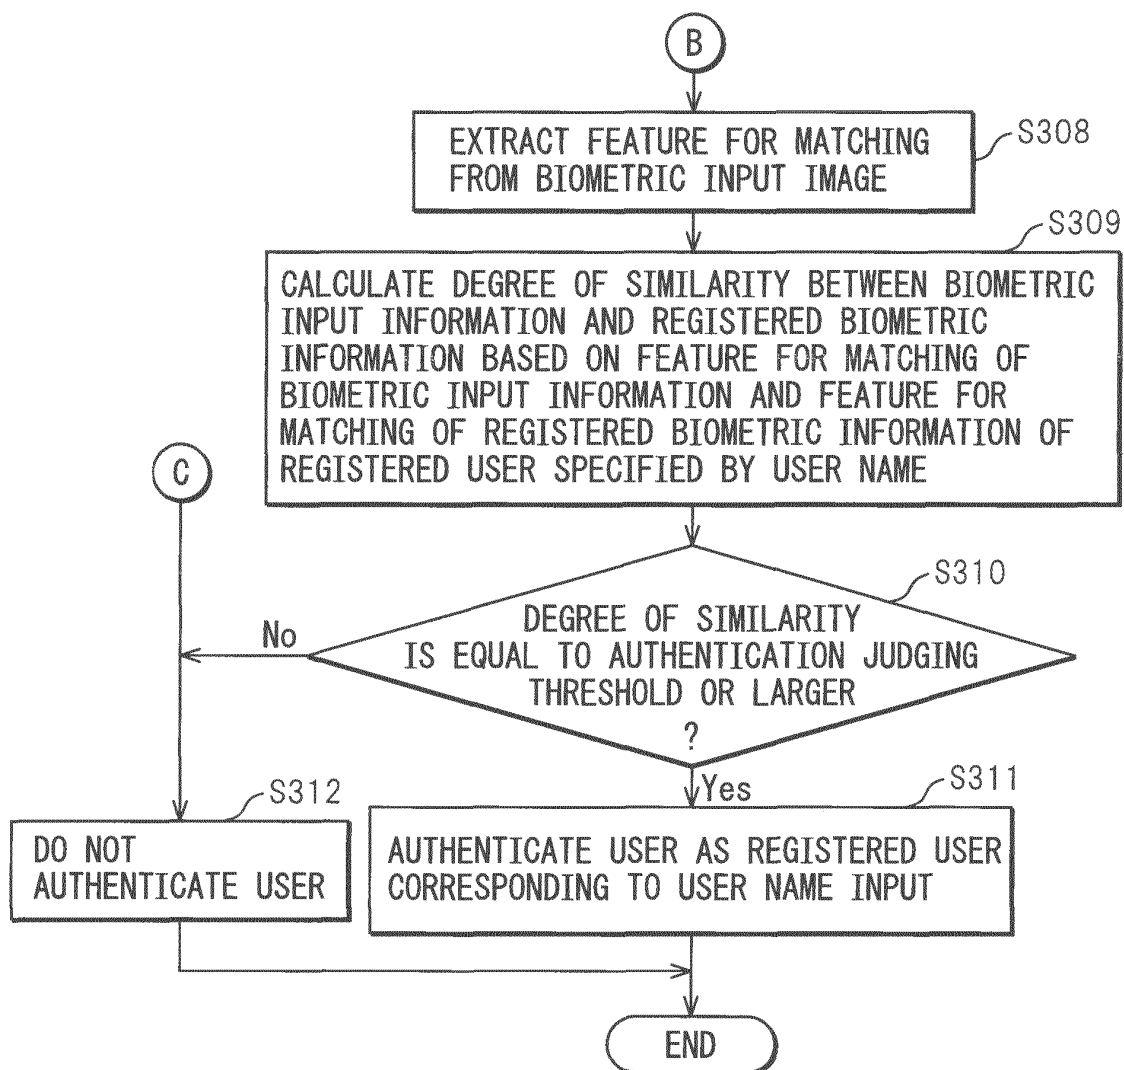 B
EXTRACT FEATURE FOR MATCHING
FROM BIOMETRIC INPUT IMAGE
S308
S309
CALCULATE DEGREE OF SIMILARITY BETWEEN BIOMETRIC
INPUT INFORMATION AND REGISTERED BIOMETRIC
INFORMATION BASED ON FEATURE FOR MATCHING OF
BIOMETRIC INPUT INFORMATION AND FEATURE FOR
MATCHING OF REGISTERED BIOMETRIC INFORMATION OF
REGISTERED USER SPECIFIED BY USER NAME
C
S310
DEGREE OF SIMILARITY
IS EQUAL TO AUTHENTICATION JUDGING
THRESHOLD OR LARGER
?
No
Yes
S312
DO NOT
AUTHENTICATE USER
S311
AUTHENTICATE USER AS REGISTERED USER
CORRESPONDING TO USER NAME INPUT
END